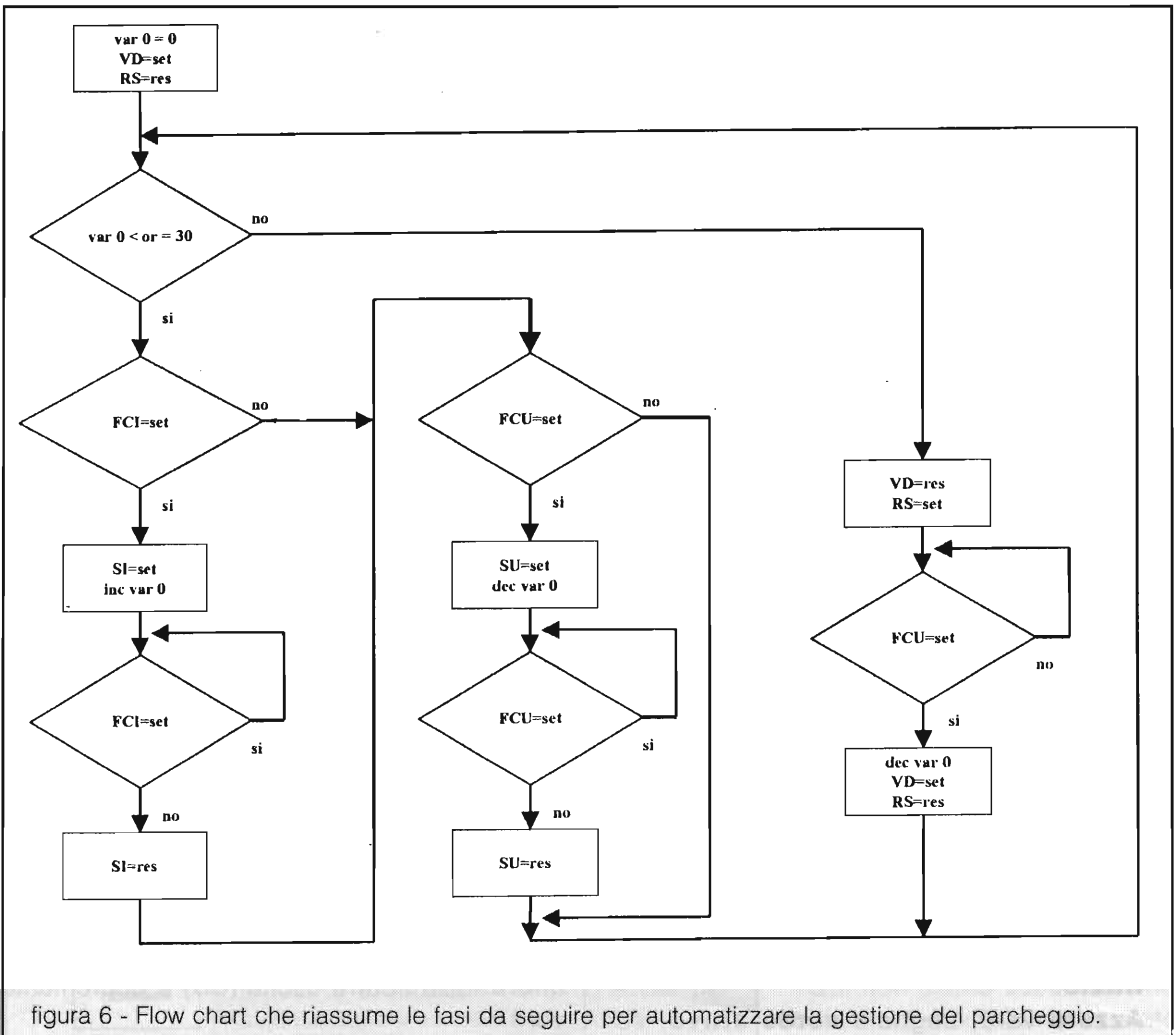 var 0 = 0
VD=set
RS=res
var 0 < or = 30
no
si
FCI=set
no
si
SI=set
inc var 0
FCI=set
si
no
SI=res
FCU=set
no
si
SU=set
dec var 0
FCU=set
si
no
SU=res
VD=res
RS=set
FCU=set
no
si
dec var 0
VD=set
RS=res
figura 6 - Flow chart che riassume le fasi da seguire per automatizzare la gestione del parcheggio.